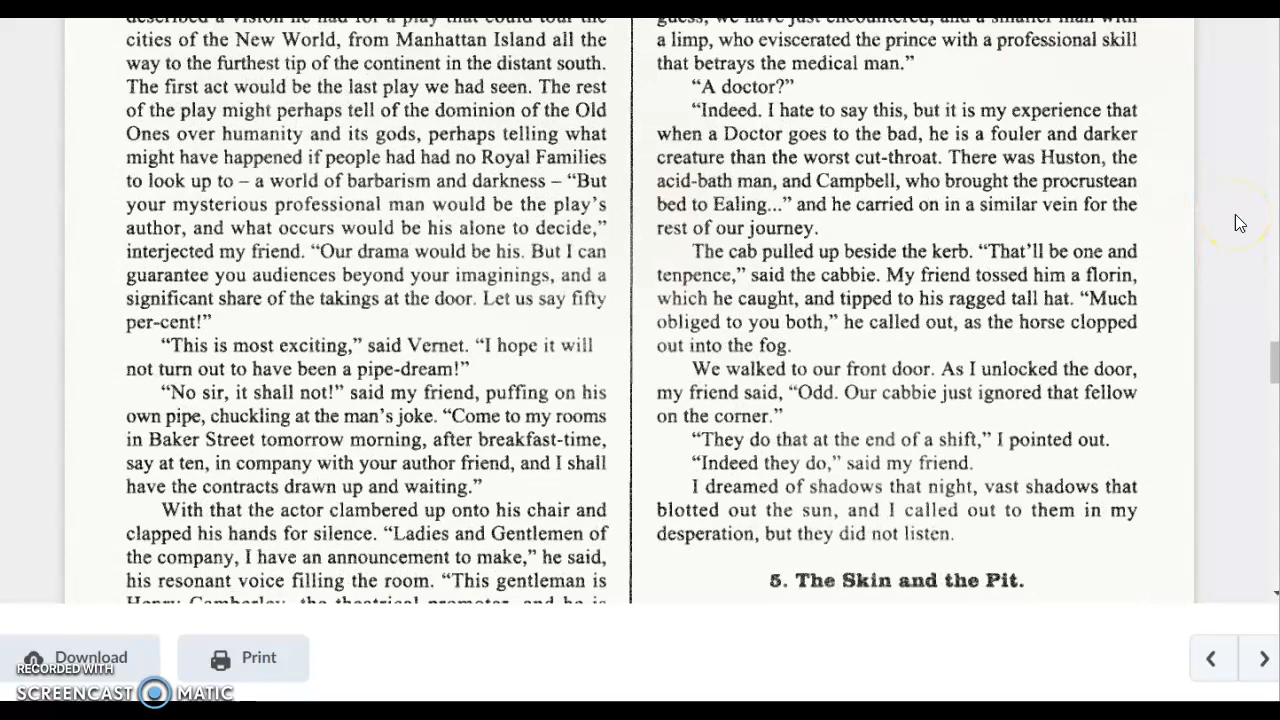 described a vision he had for a play that could tour the
cities of the New World, from Manhattan Island all the
way to the furthest tip of the continent in the distant south.
The first act would be the last play we had seen. The rest
of the play might perhaps tell of the dominion of the Old
Ones over humanity and its gods, perhaps telling what
might have happened if people had had no Royal Families
to look up to – a world of barbarism and darkness – “But
your mysterious professional man would be the play’s
author, and what occurs would be his alone to decide,”
interjected my friend. “Our drama would be his. But I can
guarantee you audiences beyond your imaginings, and a
significant share of the takings at the door. Let us say fifty
per-cent!”
“This is most exciting,” said Vernet. “I hope it will
not turn out to have been a pipe-dream!”
“No sir, it shall not!” said my friend, puffing on his
own pipe, chuckling at the man’s joke. “Come to my rooms
in Baker Street tomorrow morning, after breakfast-time,
say at ten, in company with your author friend, and I shall
have the contracts drawn up and waiting.”
With that the actor clambered up onto his chair and
clapped his hands for silence. “Ladies and Gentlemen of
the company, I have an announcement to make,” he said,
his resonant voice filling the room. “This gentleman is
Henry Camberley, the theatrical promoter, and he is
guess, we have just encountered, and a smaller man with
a limp, who eviscerated the prince with a professional skill
that betrays the medical man.”
“A doctor?”
“Indeed. I hate to say this, but it is my experience that
when a Doctor goes to the bad, he is a fouler and darker
creature than the worst cut-throat. There was Huston, the
acid-bath man, and Campbell, who brought the procrustean
bed to Ealing...” and he carried on in a similar vein for the
rest of our journey.
The cab pulled up beside the kerb. “That’ll be one and
tenpence,” said the cabbie. My friend tossed him a florin,
which he caught, and tipped to his ragged tall hat. “Much
obliged to you both,” he called out, as the horse clopped
out into the fog.
We walked to our front door. As I unlocked the door,
my friend said, “Odd. Our cabbie just ignored that fellow
on the corner.”
“They do that at the end of a shift,” I pointed out.
“Indeed they do,” said my friend.
I dreamed of shadows that night, vast shadows that
blotted out the sun, and I called out to them in my
desperation, but they did not listen.
5. The Skin and the Pit.
Download
Print
RECORDED WITH
SCREENCAST MATIC